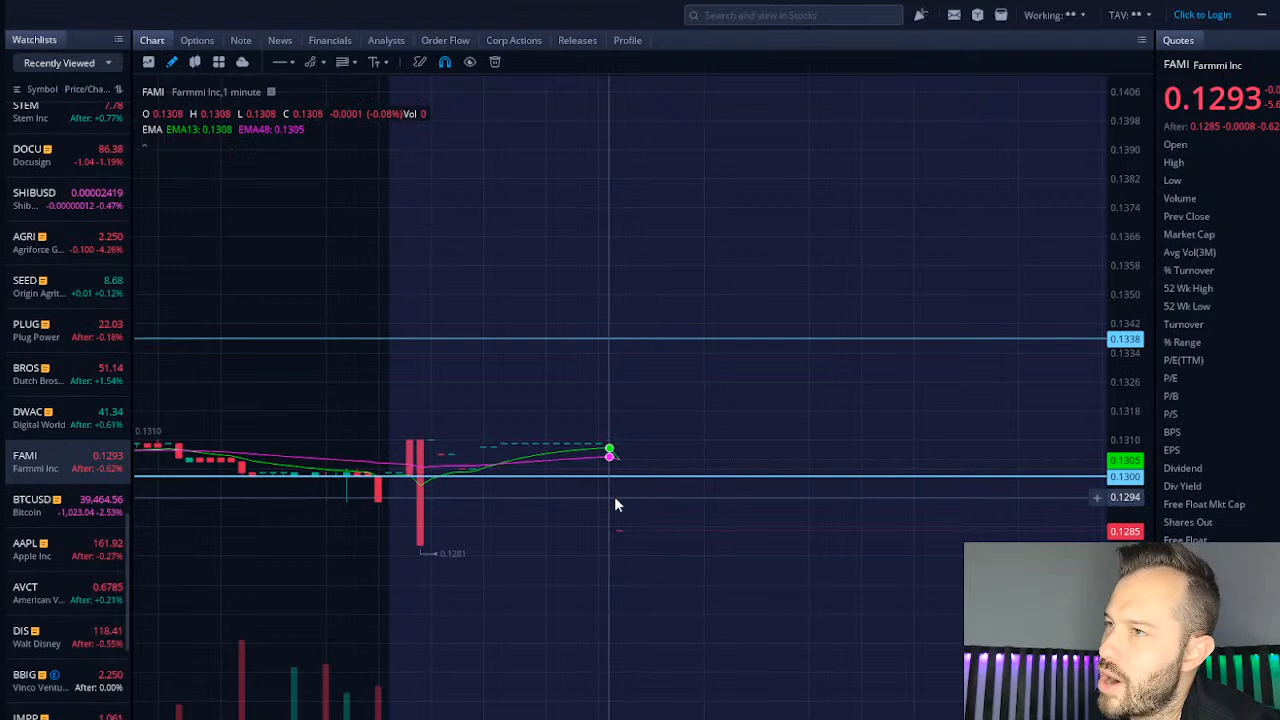 Search and view in Stocks
Working: **
TAV: **
Click to Login
Watchlists
Chart
Options
Note
News
Financials
Analysts
Order Flow
Corp Actions
Releases
Profile
Quotes
Recently Viewed
Symbol Price/Cha...
STEM 7.78
Stem Inc After: +0.77%
DOCU 86.38
Docusign -1.04 -1.19%
SHIBUSD 0.00002419
Shib... -0.00000012 -0.47%
AGRI 2.250
Agriforce G... -0.100 -4.26%
SEED 8.68
Origin Agrit... +0.01 +0.12%
PLUG 22.03
Plug Power After: -0.18%
BROS 51.14
Dutch Bros... After: +1.54%
DWAC 41.34
Digital World After: +0.61%
FAMI 0.1293
Farmmi Inc After: -0.62%
BTCUSD 39,464.56
Bitcoin -1,023.04 -2.53%
AAPL 161.92
Apple Inc After: -0.27%
AVCT 0.6785
American V... After: +0.21%
DIS 118.41
Walt Disney After: -0.55%
BBIG 2.250
Vinco Ventu... After: 0.00%
IMPP 1.061
FAMI Farmmi Inc,1 minute
O 0.1308 H 0.1308 L 0.1308 C 0.1308 -0.0001 (-0.08%)Vol 0
EMA EMA13: 0.1308 EMA48: 0.1305
0.1310
0.1281
0.1406
0.1398
0.1390
0.1382
0.1374
0.1366
0.1358
0.1350
0.1342
0.1338
0.1334
0.1326
0.1318
0.1310
0.1305
0.1300
0.1294
0.1285
FAMI Farmmi Inc
0.1293
After: 0.1285 -0.0008 -0.62
Open
High
Low
Volume
Prev Close
Market Cap
Avg Vol(3M)
% Turnover
52 Wk High
52 Wk Low
Turnover
% Range
P/E(TTM)
P/E
P/B
P/S
BPS
EPS
Dividend
Div Yield
Free Float Mkt Cap
Shares Out
Free Float